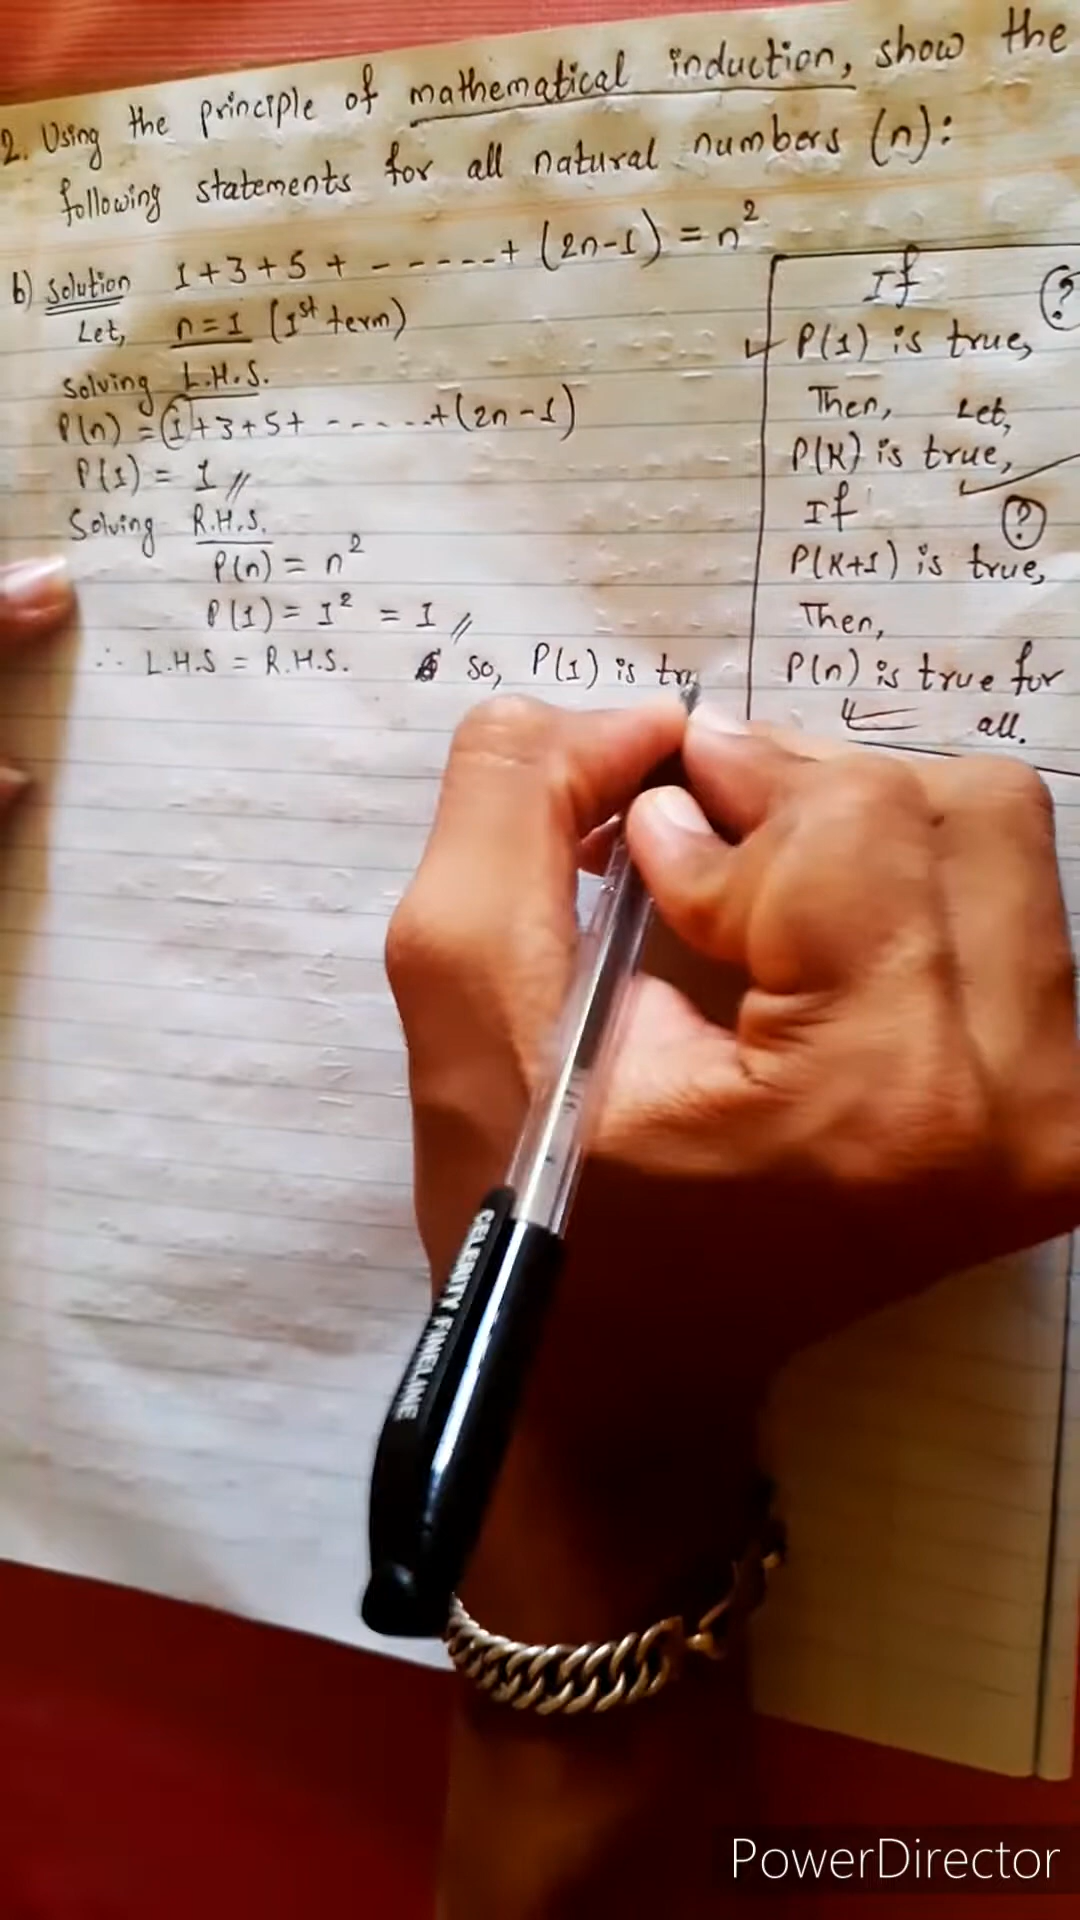 2. Using the principle of mathematical induction, show the
following statements for all natural numbers (n):
b) Solution 1+3+5+ ------+ (2n-1) = n²
Let, n=1 (1st term)
Solving L.H.S.
P(n) = 1+3+5+ ------+(2n-1)
P(1) = 1 //
Solving R.H.S.
P(n) = n²
P(1) = 1² = 1 //
∴ L.H.S = R.H.S. So, P(1) is tru
If ?
P(1) is true,
Then, Let,
P(K) is true,
If ?
P(K+1) is true,
Then,
P(n) is true for
all.
CELERITY FINELINE
PowerDirector